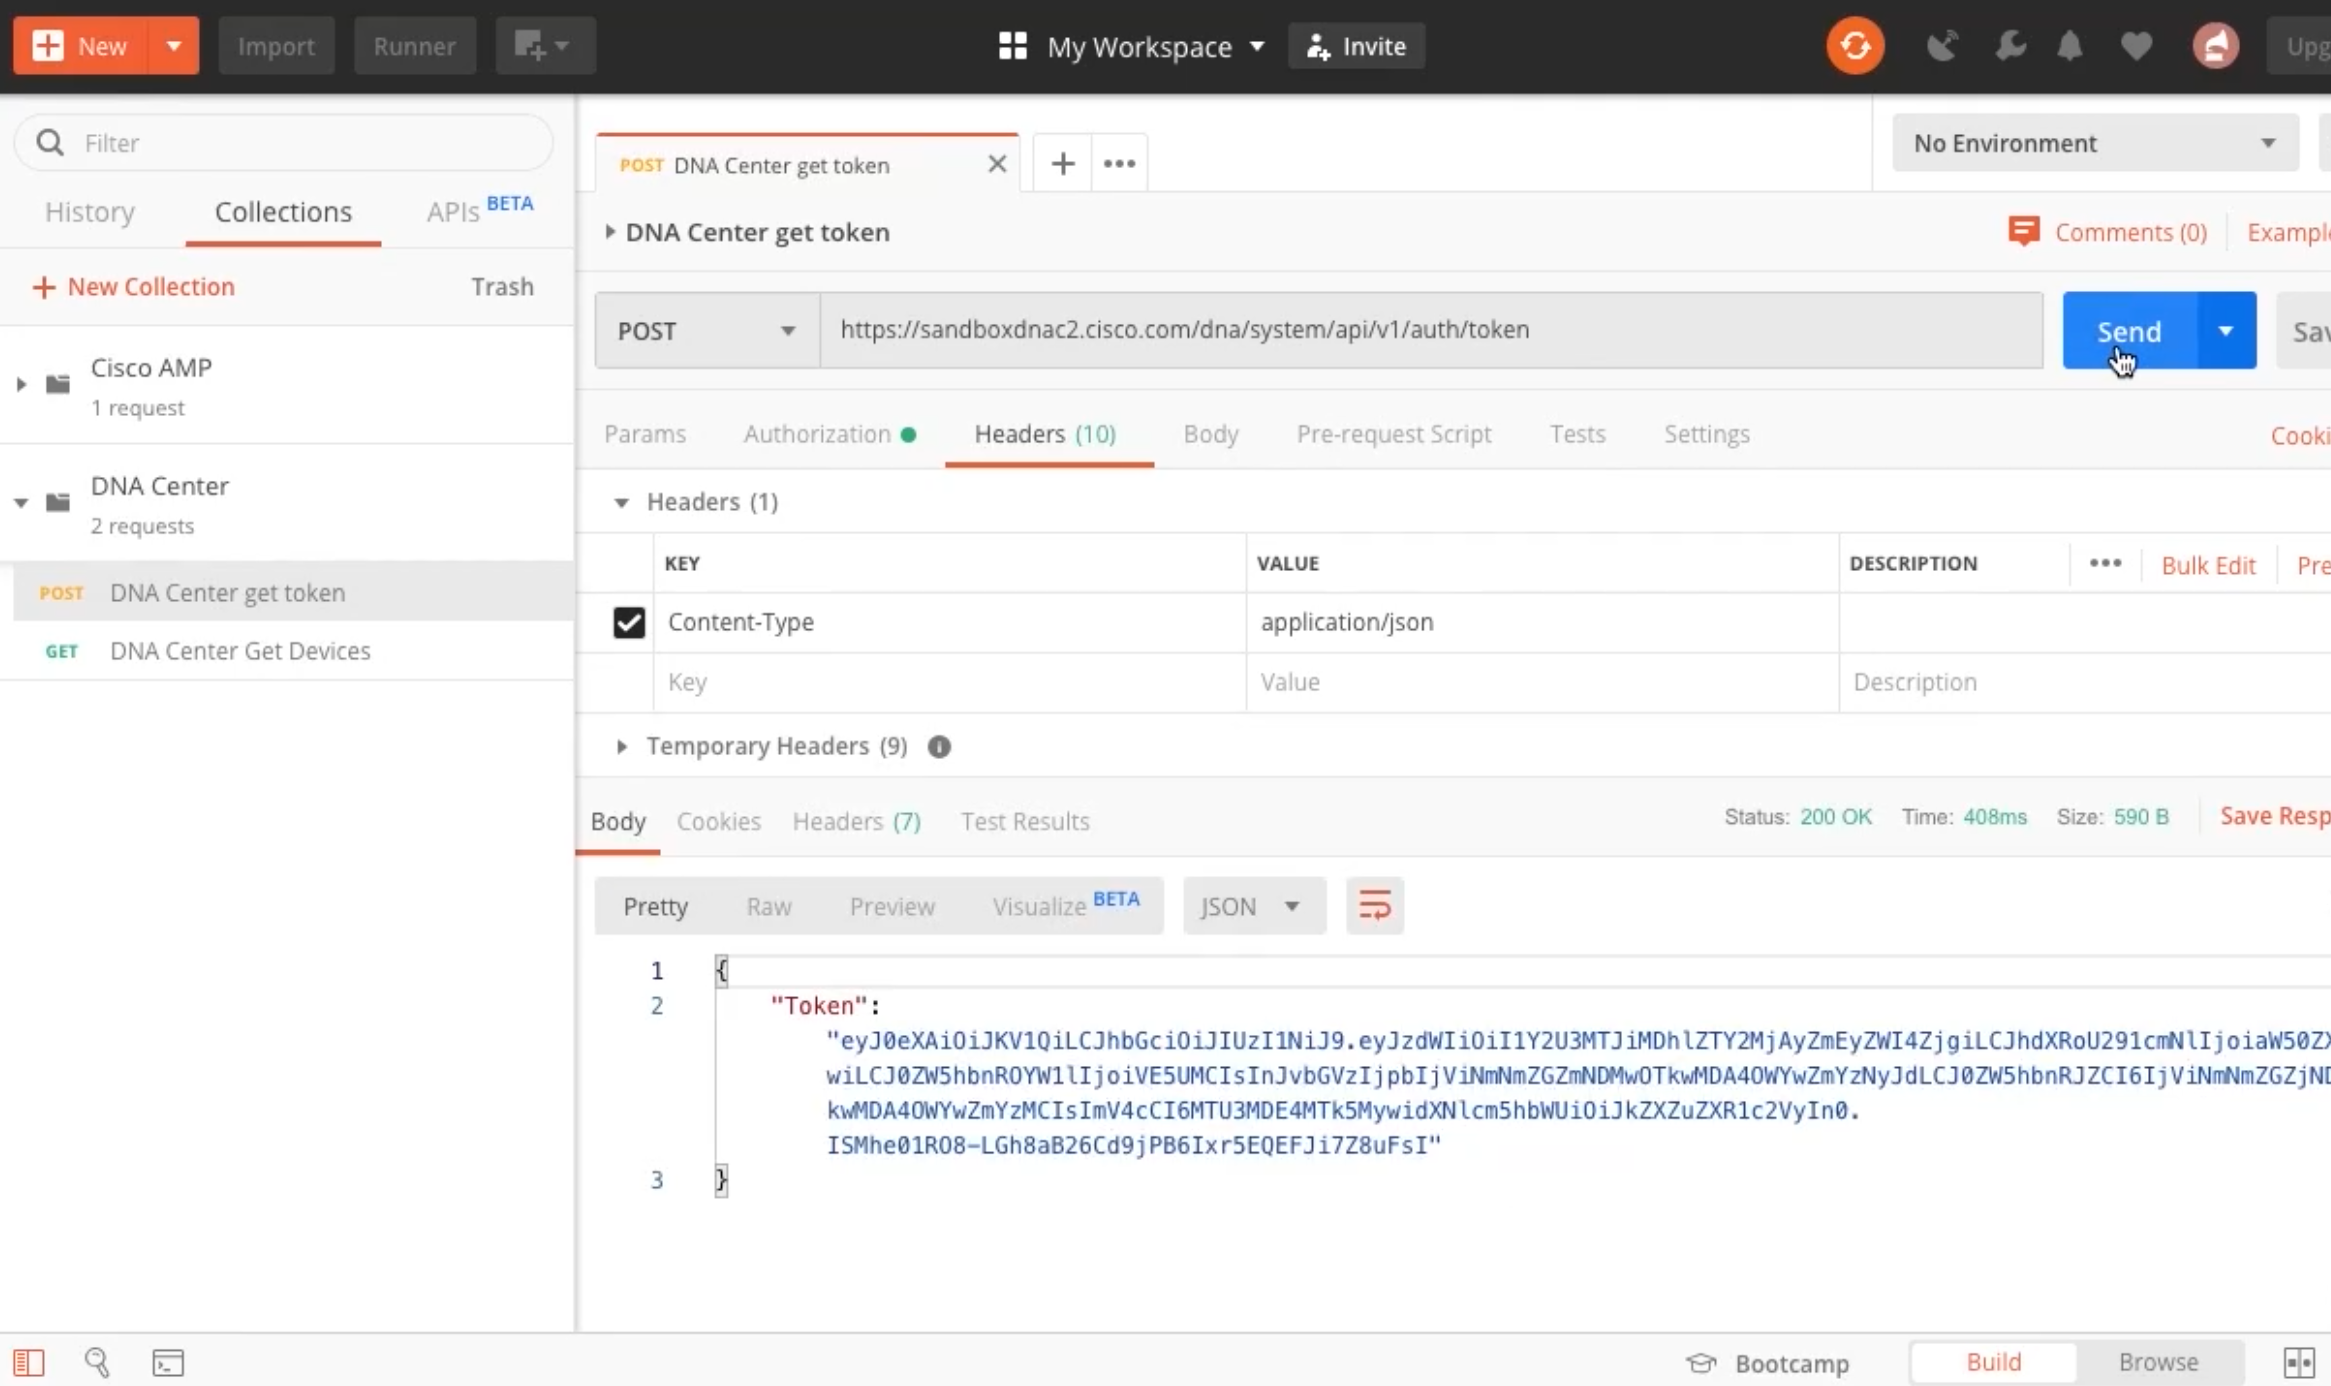 New
Import
Runner
My Workspace
Invite
Filter
History
Collections
APIs BETA
New Collection
Trash
Cisco AMP
1 request
DNA Center
2 requests
POST DNA Center get token
GET DNA Center Get Devices
POST DNA Center get token
No Environment
DNA Center get token
Comments (0)
POST
https://sandboxdnac2.cisco.com/dna/system/api/v1/auth/token
Send
Params
Authorization
Headers (10)
Body
Pre-request Script
Tests
Settings
Headers (1)
KEY
VALUE
DESCRIPTION
Bulk Edit
Content-Type
application/json
Key
Value
Description
Temporary Headers (9)
Body
Cookies
Headers (7)
Test Results
Status: 200 OK
Time: 408ms
Size: 590 B
Save Resp
Pretty
Raw
Preview
Visualize BETA
JSON
1 {
2 "Token":
"eyJ0eXAiOiJKV1QiLCJhbGciOiJIUzI1NiJ9.eyJzdWIiOiI1Y2U3MTJiMDhlZTY2MjAyZmEyZWI4ZjgiLCJhdXRoU291cmNlIjoiaW50ZX
wiLCJ0ZW5hbnROYW1lIjoiVE5UMCIsInJvbGVzIjpbIjViNmNmZGZmNDMwOTkwMDA4OWYwZmYzNyJdLCJ0ZW5hbnRJZCI6IjViNmNmZGZjND
kwMDA4OWYwZmYzMCIsImV4cCI6MTU3MDE4MTk5MywidXNlcm5hbWUiOiJkZXZuZXR1c2VyIn0.
ISMhe01RO8-LGh8aB26Cd9jPB6Ixr5EQEFJi7Z8uFsI"
3 }
Bootcamp
Build
Browse